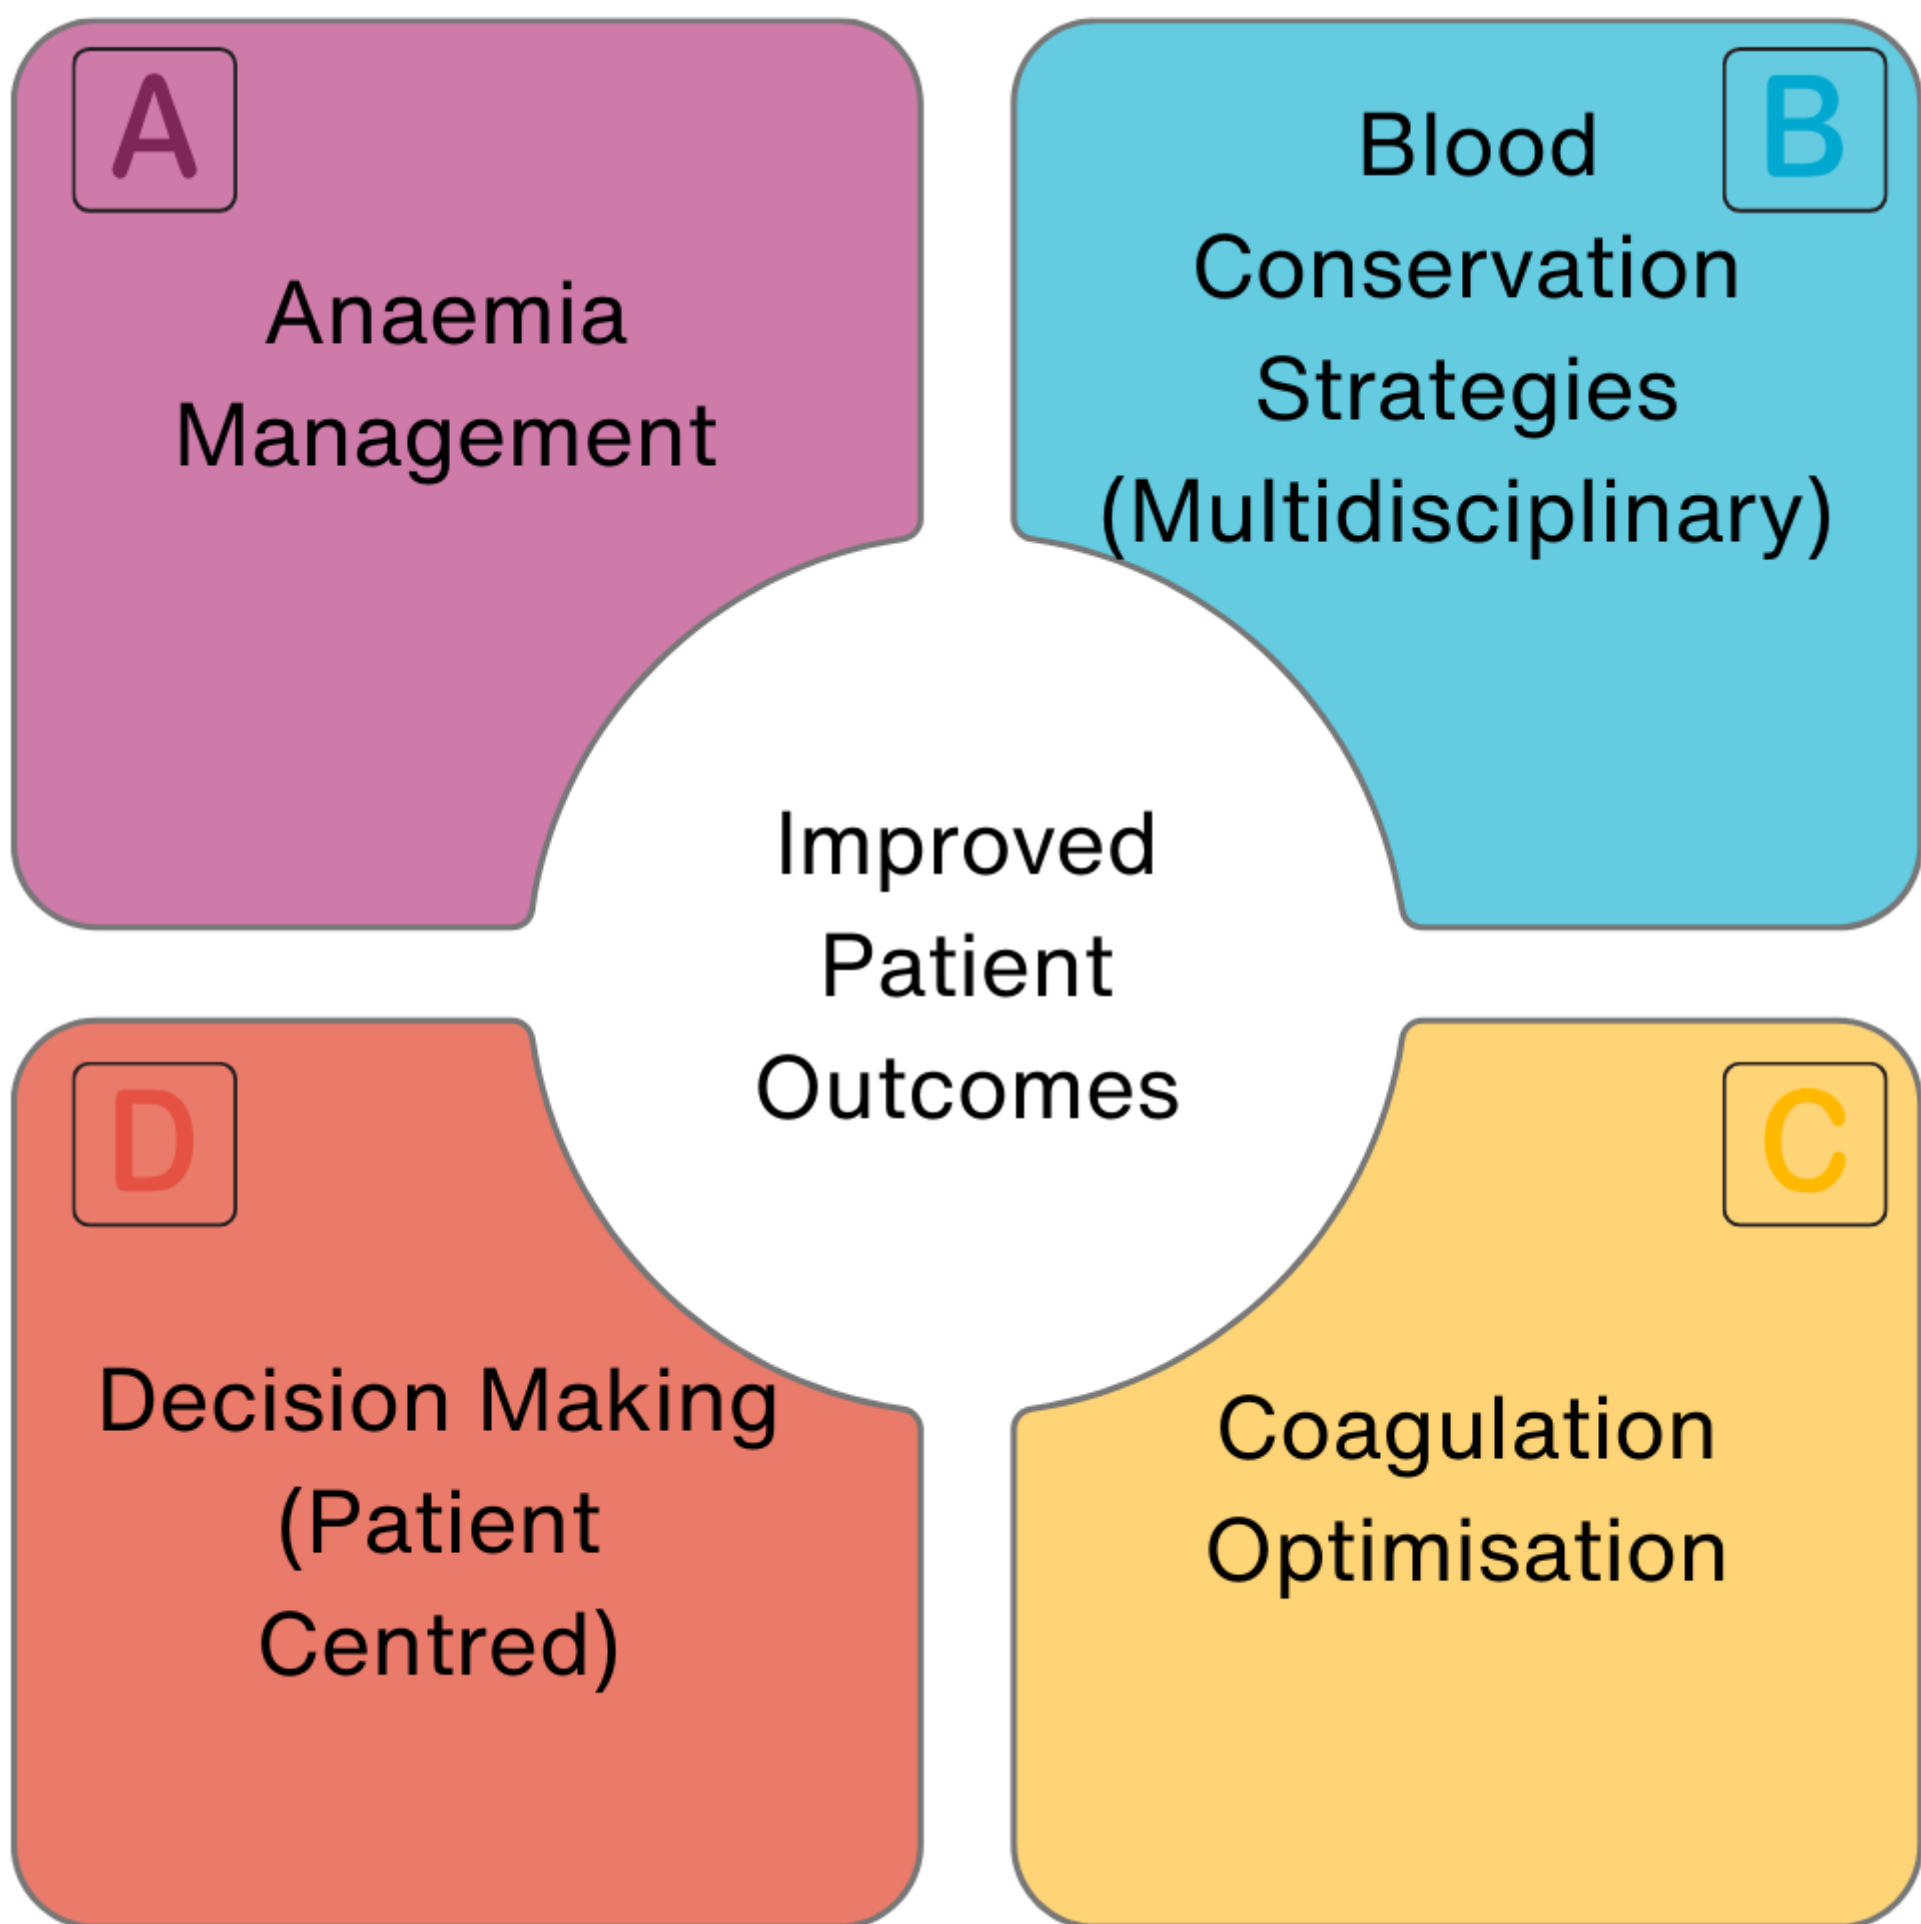 A
Anaemia
Management
B
Blood
Conservation
Strategies
(Multidisciplinary)
Improved
Patient
Outcomes
D
Decision Making
(Patient
Centred)
C
Coagulation
Optimisation